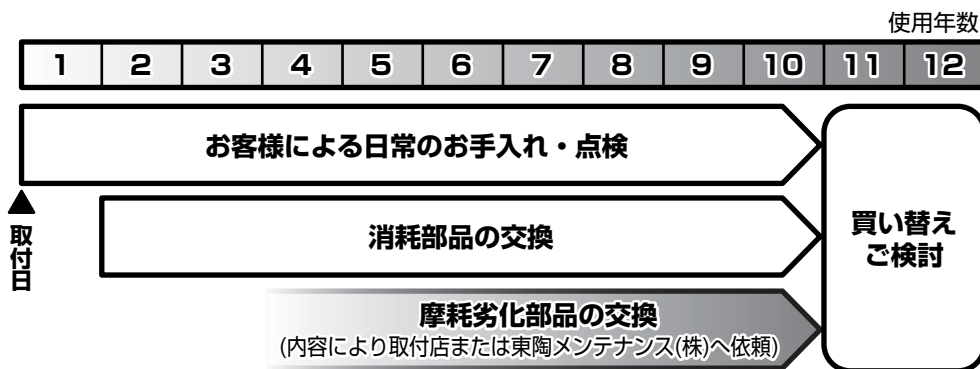 使用年数
1 2 3 4 5 6 7 8 9 10 11 12
お客様による日常のお手入れ・点検
取付日
消耗部品の交換
買い替え
ご検討
摩耗劣化部品の交換
(内容により取付店または東陶メンテナンス(株)へ依頼)